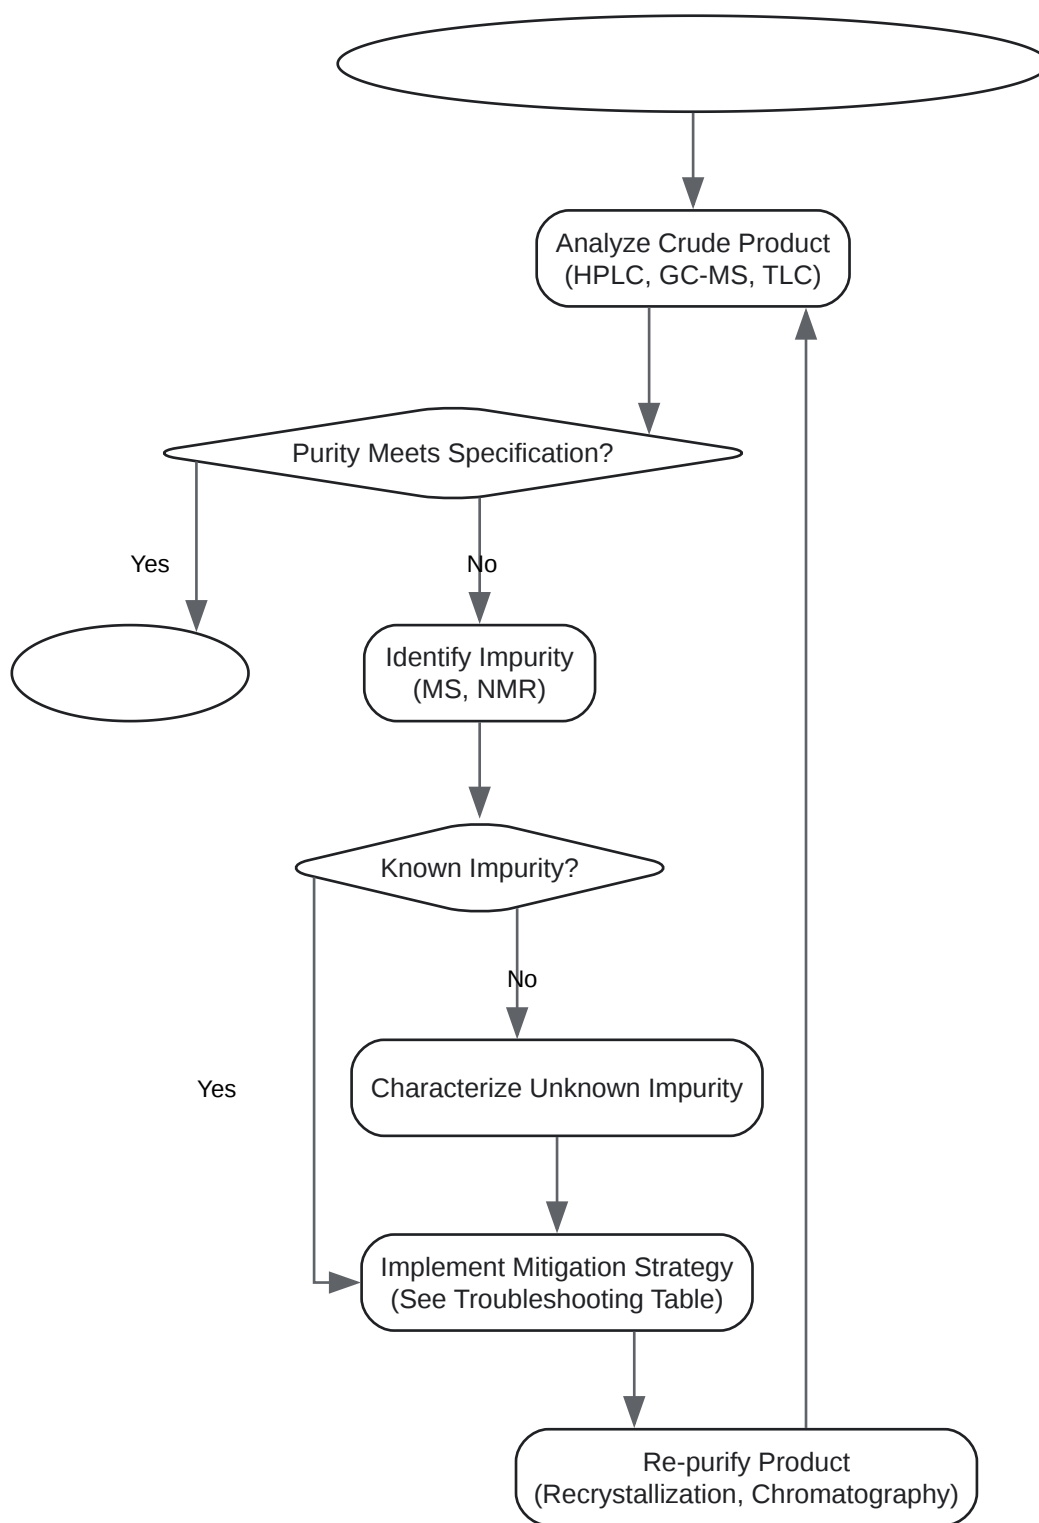 Analyze Crude Product
(HPLC, GC-MS, TLC)
Purity Meets Specification?
Yes
No
Identify Impurity
(MS, NMR)
Known Impurity?
No
Characterize Unknown Impurity
Yes
Implement Mitigation Strategy
(See Troubleshooting Table)
Re-purify Product
(Recrystallization, Chromatography)